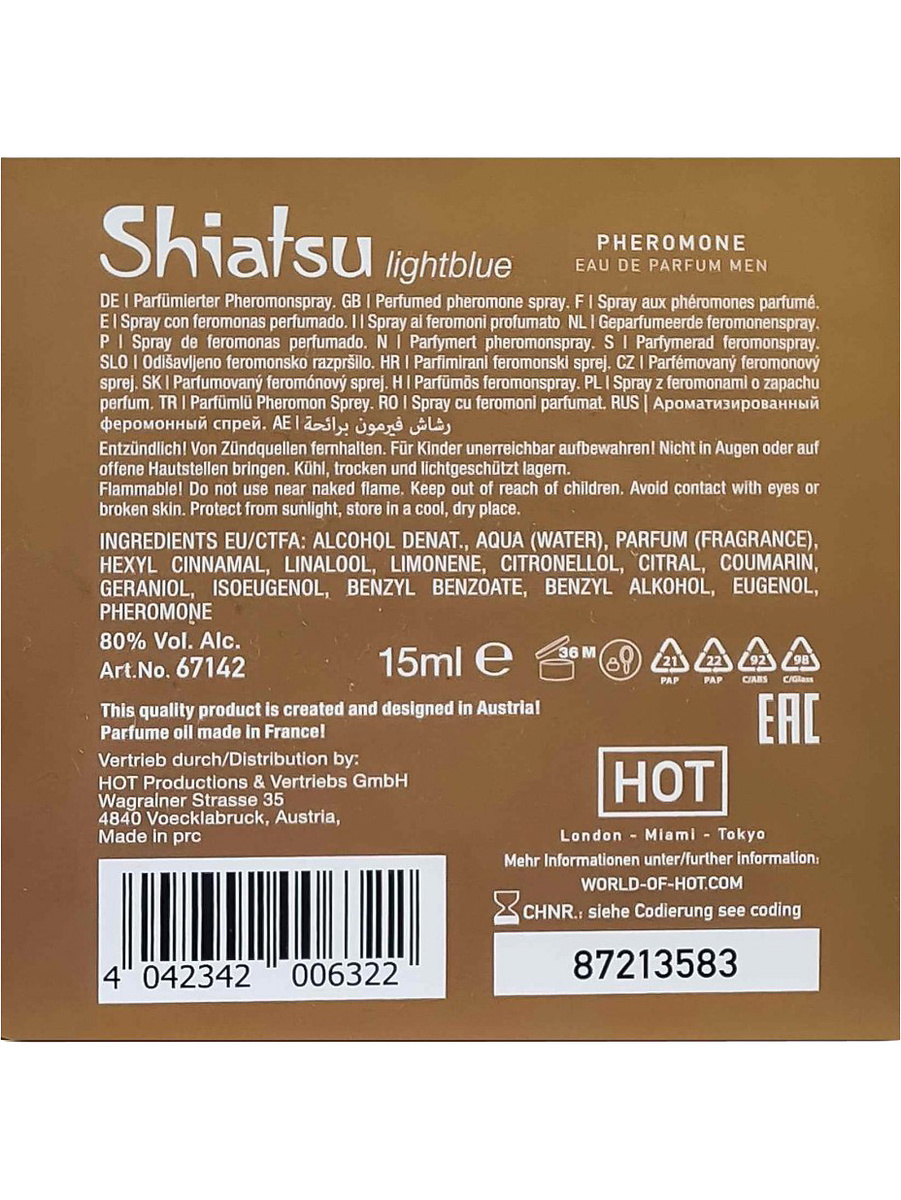 Shiatsu lightblue
PHEROMONE
EAU DE PARFUM MEN
DE | Parfümierter Pheromonspray. GB | Perfumed pheromone spray. F | Spray aux phéromones parfumé.
E | Spray con feromonas perfumado. I | Spray ai feromoni profumato NL | Geparfumeerde feromonenspray.
P | Spray de feromonas perfumado. N | Parfymert pheromonspray. S | Parfymerad feromonspray.
SLO | Odišavljeno feromonsko razpršilo. HR | Parfimirani feromonski sprej. CZ | Parfémovaný feromonový
sprej. SK | Parfumovaný feromónový sprej. H | Parfümös feromonspray. PL | Spray z feromonami o zapachu
perfum. TR | Parfümlü Pheromon Sprey. RO | Spray cu feromoni parfumat. RUS | Ароматизированный
феромонный спрей. AE | رشاش فيرمون برائحة
Entzündlich! Von Zündquellen fernhalten. Für Kinder unerreichbar aufbewahren! Nicht in Augen oder auf
offene Hautstellen bringen. Kühl, trocken und lichtgeschützt lagern.
Flammable! Do not use near naked flame. Keep out of reach of children. Avoid contact with eyes or
broken skin. Protect from sunlight, store in a cool, dry place.
INGREDIENTS EU/CTFA: ALCOHOL DENAT., AQUA (WATER), PARFUM (FRAGRANCE),
HEXYL CINNAMAL, LINALOOL, LIMONENE, CITRONELLOL, CITRAL, COUMARIN,
GERANIOL, ISOEUGENOL, BENZYL BENZOATE, BENZYL ALKOHOL, EUGENOL,
PHEROMONE
80% Vol. Alc.
Art.No. 67142
15ml e
36 M
21 22 92 98
PAP PAP C/ABS C/Glass
EAC
This quality product is created and designed in Austria!
Parfume oil made in France!
Vertrieb durch/Distribution by:
HOT Productions & Vertriebs GmbH
Wagrainer Strasse 35
4840 Voecklabruck, Austria,
Made in prc
HOT
London - Miami - Tokyo
Mehr Informationen unter/further information:
WORLD-OF-HOT.COM
CHNR.: siehe Codierung see coding
87213583
4 042342 006322